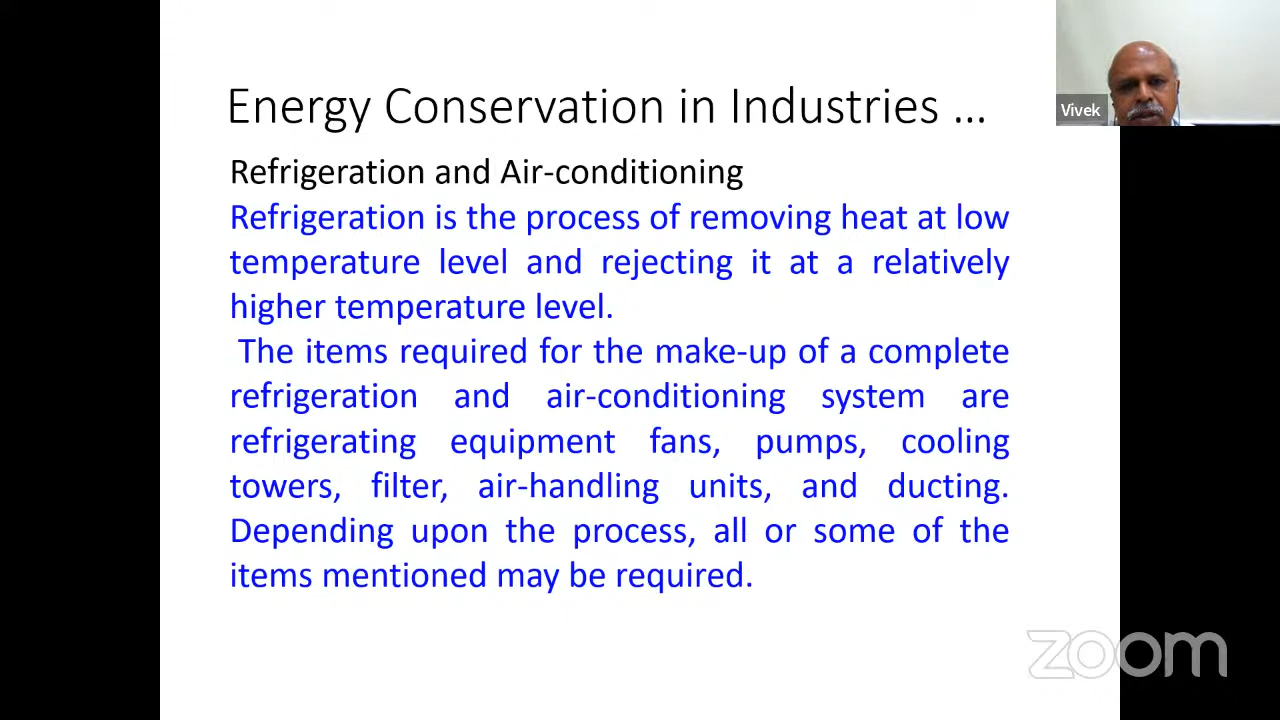 Energy Conservation in Industries ...
Vivek
Refrigeration and Air-conditioning
Refrigeration is the process of removing heat at low
temperature level and rejecting it at a relatively
higher temperature level.
The items required for the make-up of a complete
refrigeration and air-conditioning system are
refrigerating equipment fans, pumps, cooling
towers, filter, air-handling units, and ducting.
Depending upon the process, all or some of the
items mentioned may be required.
zoom